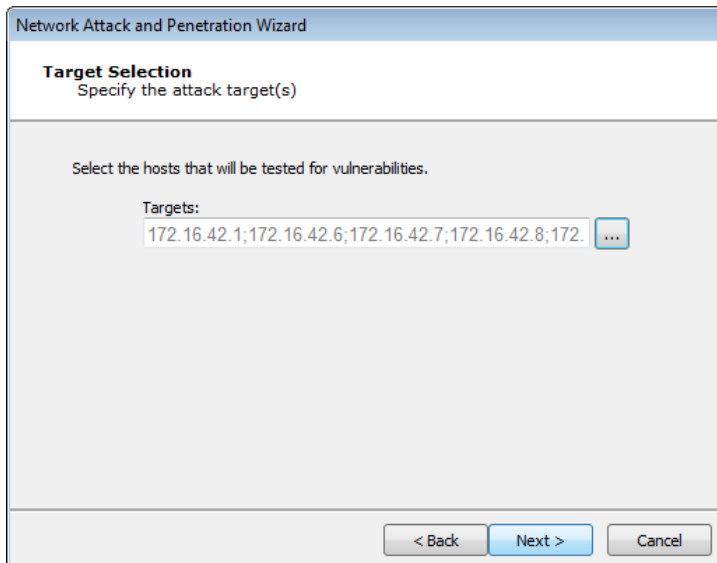 Network Attack and Penetration Wizard
Target Selection
Specify the attack target(s)
Select the hosts that will be tested for vulnerabilities.
Targets:
172.16.42.1;172.16.42.6;172.16.42.7;172.16.42.8;172. ...
< Back Next > Cancel